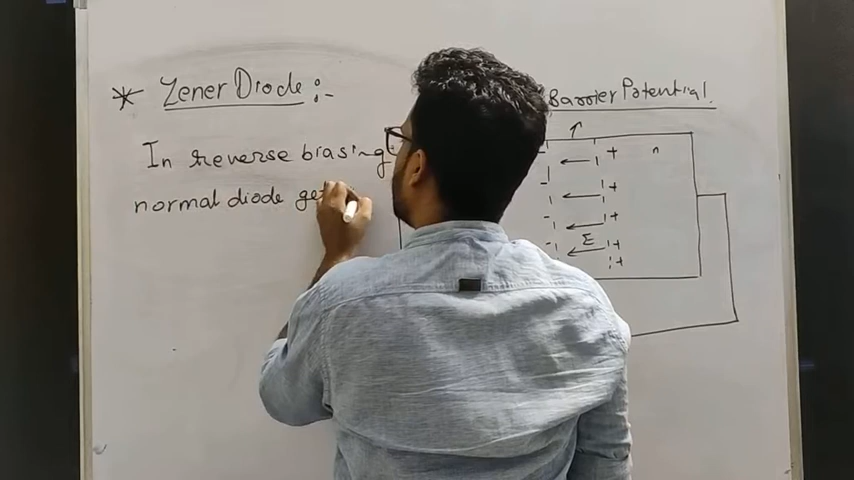 * Zener Diode :-
In reverse biasing
normal diode ge
Barrier Potential
- + n
- +
- +
- E +
+